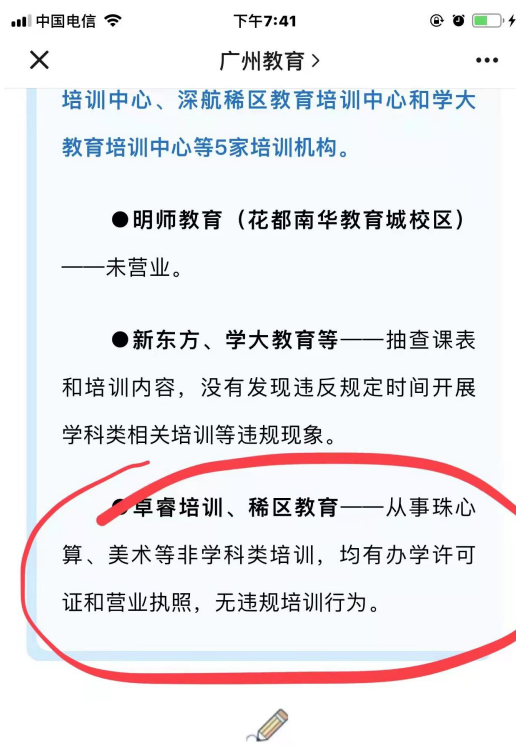 中国电信 下午7:41
广州教育
培训中心、深航稀区教育培训中心和学大
教育培训中心等5家培训机构。
●明师教育（花都南华教育城校区）
——未营业。
●新东方、学大教育等——抽查课表
和培训内容，没有发现违反规定时间开展
学科类相关培训等违规现象。
●卓睿培训、稀区教育——从事珠心
算、美术等非学科类培训，均有办学许可
证和营业执照，无违规培训行为。